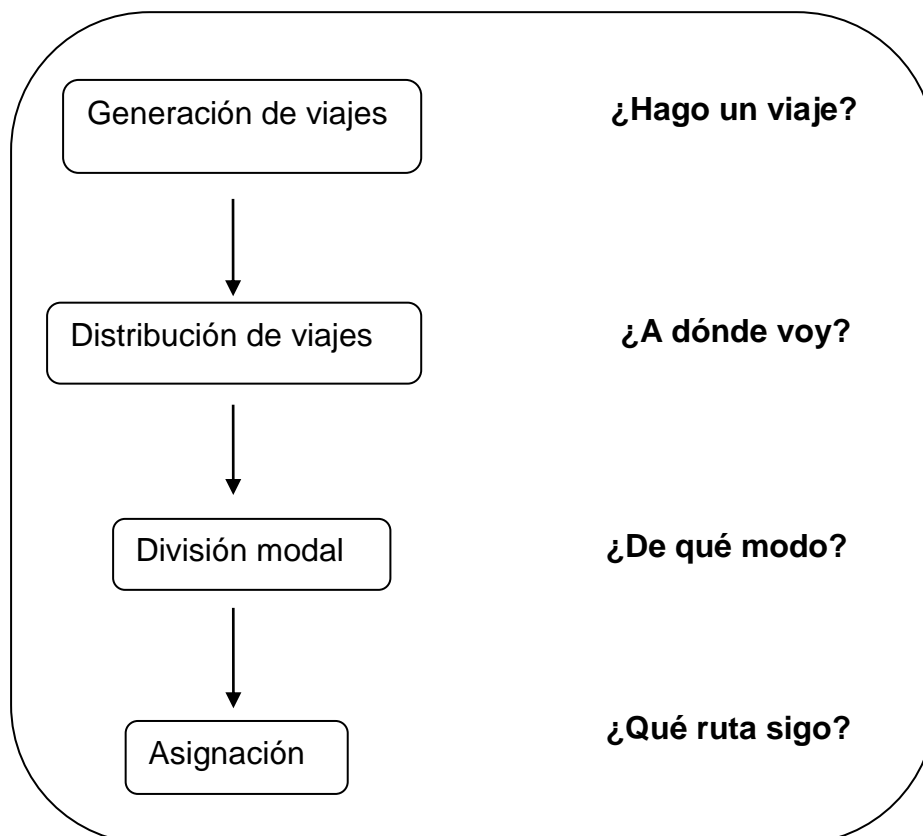 Generación de viajes
¿Hago un viaje?
Distribución de viajes
¿A dónde voy?
División modal
¿De qué modo?
Asignación
¿Qué ruta sigo?